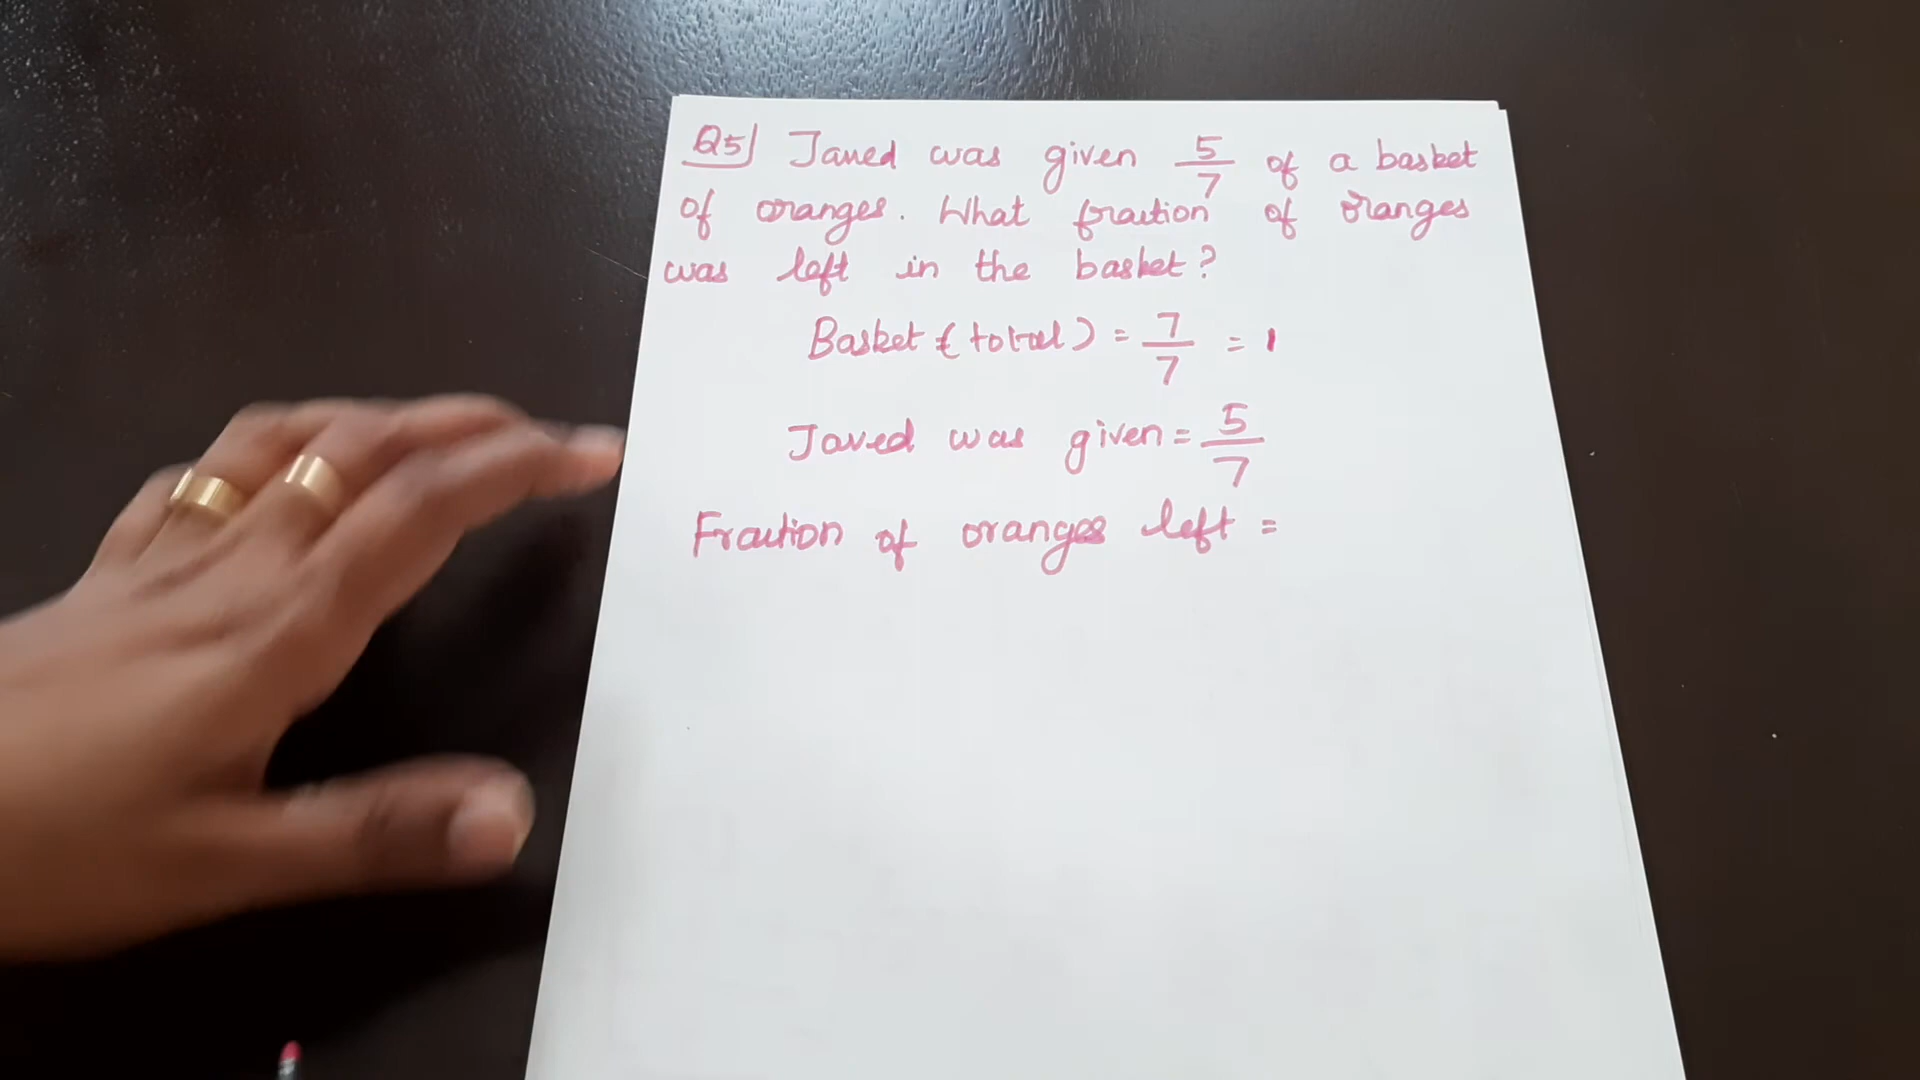 Q5 Javed was given 5/7 of a basket
of oranges. What fraction of oranges
was left in the basket?
Basket (total) = 7/7 = 1
Javed was given = 5/7
Fraction of oranges left =